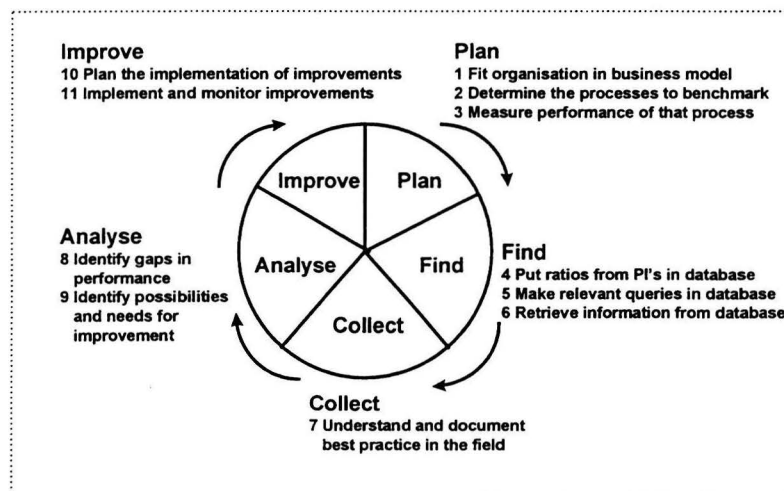 Improve
10 Plan the implementation of improvements
11 Implement and monitor improvements
Plan
1 Fit organisation in business model
2 Determine the processes to benchmark
3 Measure performance of that process
Improve
Plan
Analyse
8 Identify gaps in
performance
9 Identify possibilities
and needs for
improvement
Analyse
Find
Collect
Find
4 Put ratios from PI's in database
5 Make relevant queries in database
6 Retrieve information from database
Collect
7 Understand and document
best practice in the field